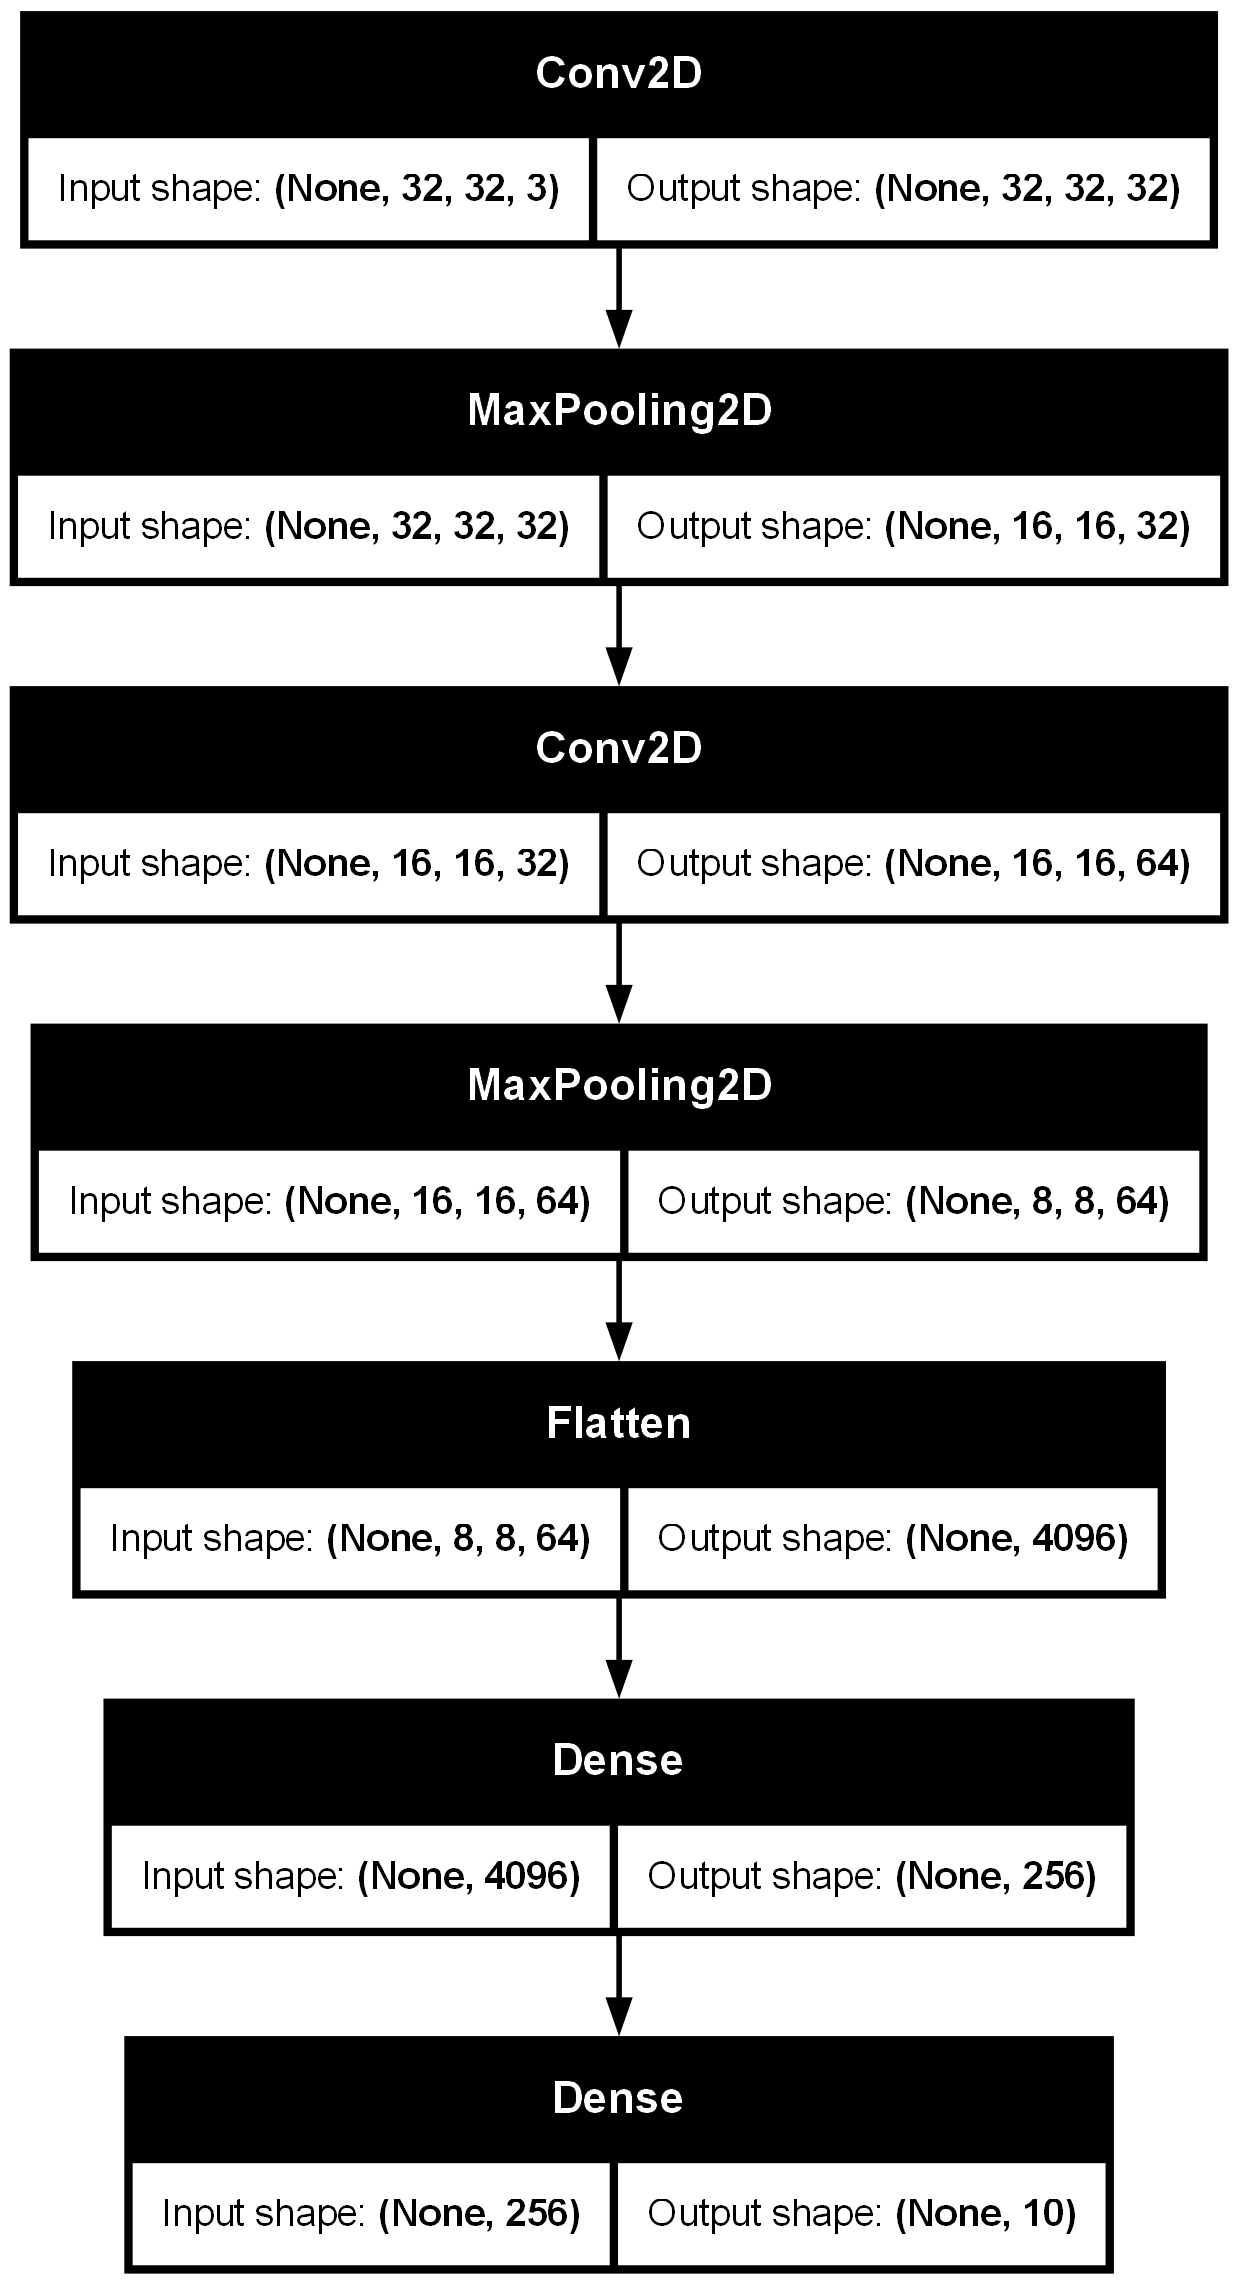 Conv2D
Input shape: (None, 32, 32, 3) Output shape: (None, 32, 32, 32)
MaxPooling2D
Input shape: (None, 32, 32, 32) Output shape: (None, 16, 16, 32)
Conv2D
Input shape: (None, 16, 16, 32) Output shape: (None, 16, 16, 64)
MaxPooling2D
Input shape: (None, 16, 16, 64) Output shape: (None, 8, 8, 64)
Flatten
Input shape: (None, 8, 8, 64) Output shape: (None, 4096)
Dense
Input shape: (None, 4096) Output shape: (None, 256)
Dense
Input shape: (None, 256) Output shape: (None, 10)